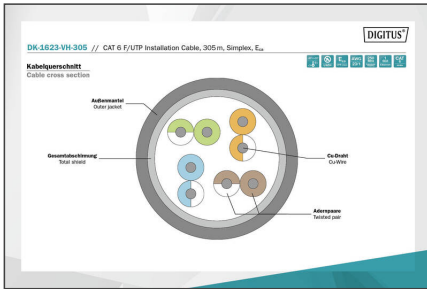 DIGITUS®
DK-1623-VH-305 // CAT 6 F/UTP Installation Cable, 305 m, Simplex, Eca
Kabelquerschnitt
Cable cross section
Außenmantel
Outer jacket
Gesamtabschirmung
Total shield
Cu-Draht
Cu-Wire
Adernpaare
Twisted pair